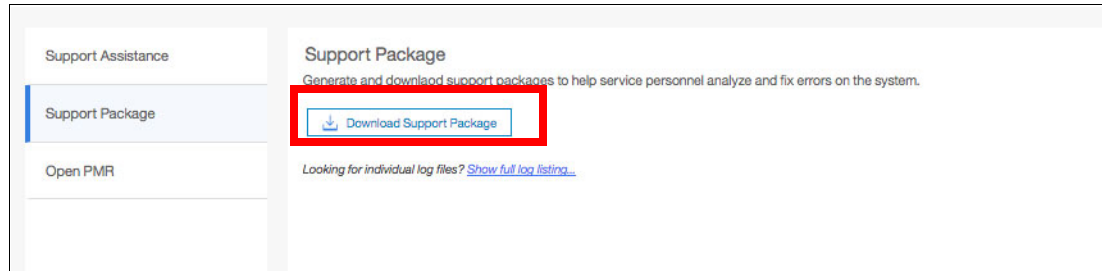 Support Assistance
Support Package
Open PMR
Support Package
Generate and downlaod support packages to help service personnel analyze and fix errors on the system.
Download Support Package
Looking for individual log files? Show full log listing...